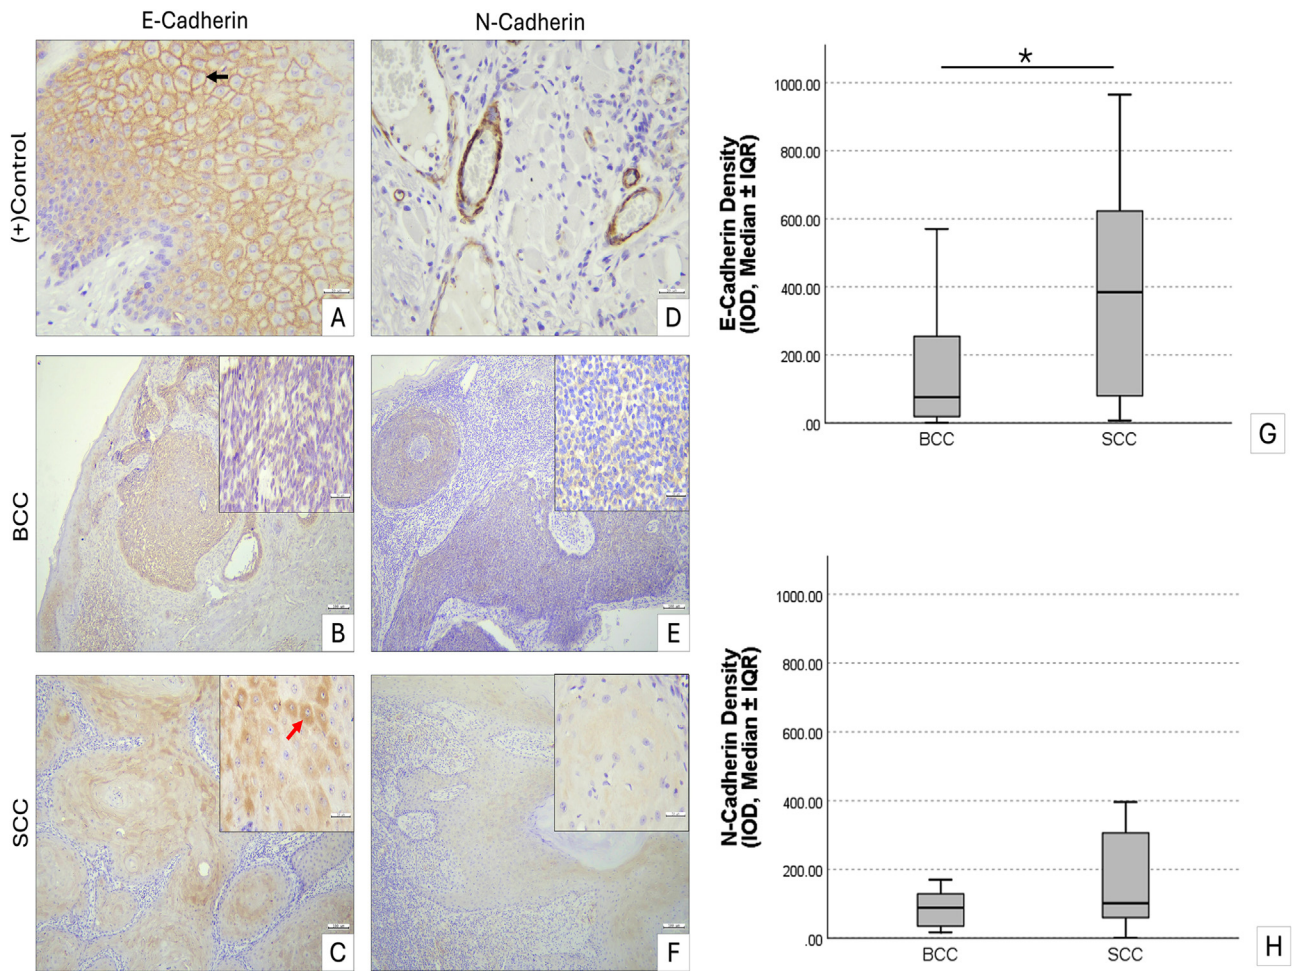 E-Cadherin
N-Cadherin
(+)Control
A
D
BCC
B
E
SCC
C
F
*
E-Cadherin Density
(IOD, Median ± IQR)
1000.00
800.00
600.00
400.00
200.00
.00
BCC
SCC
G
N-Cadherin Density
(IOD, Median ± IQR)
1000.00
800.00
600.00
400.00
200.00
.00
BCC
SCC
H